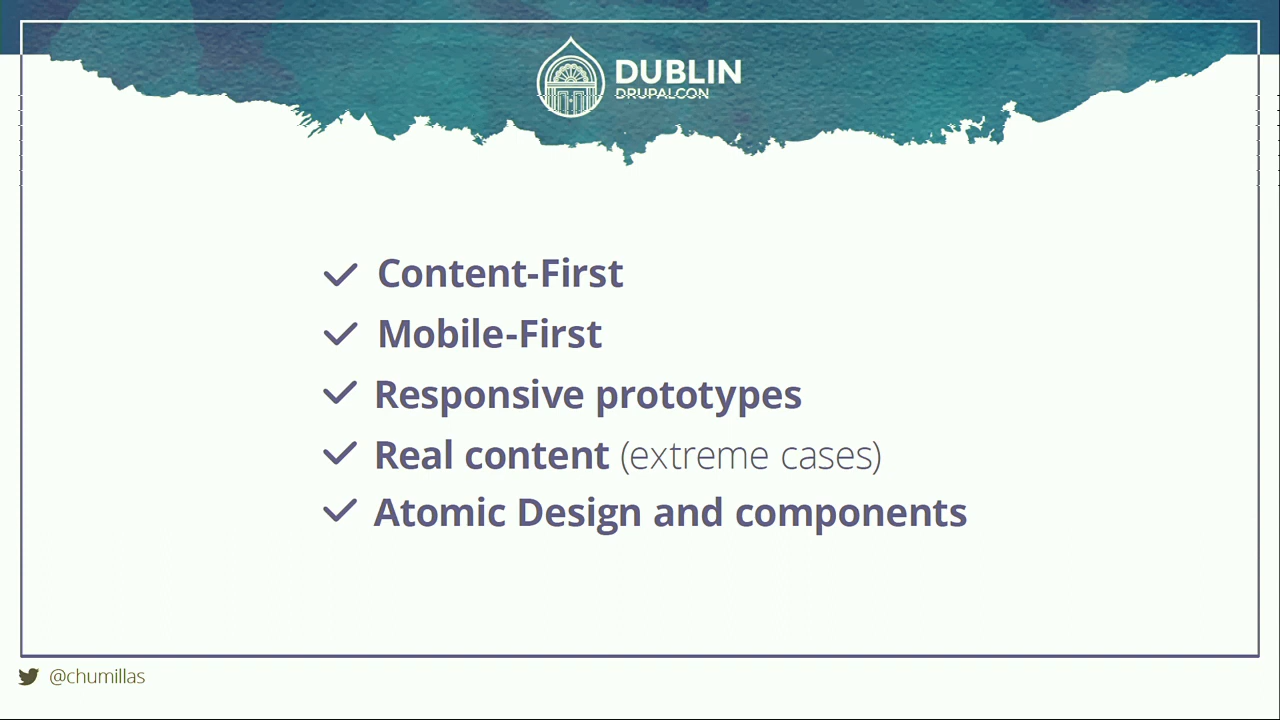 DUBLIN
DRUPALCON
Content-First
Mobile-First
Responsive prototypes
Real content (extreme cases)
Atomic Design and components
@chumillas